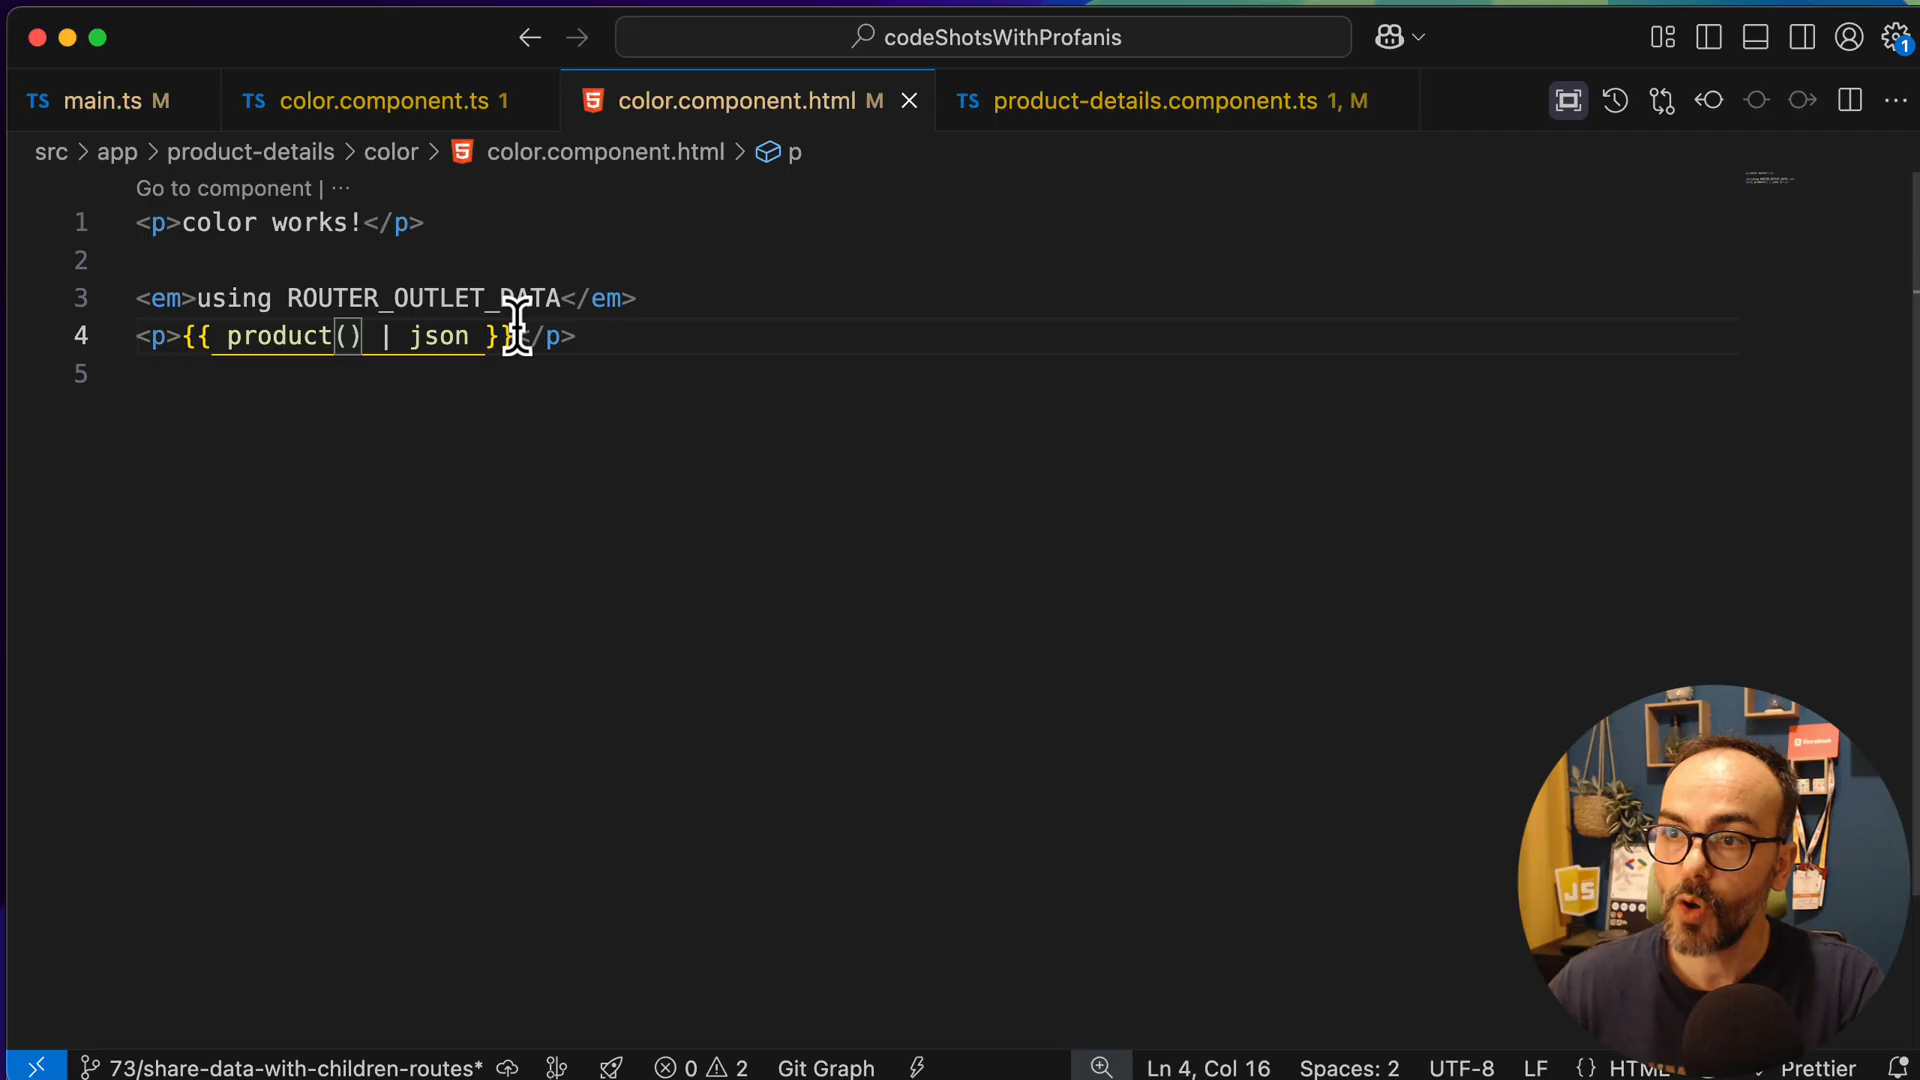 codeShotsWithProfanis
1
TS main.ts M
TS color.component.ts 1
color.component.html M
TS product-details.component.ts 1, M
src > app > product-details > color > color.component.html > p
Go to component | ...
1 <p>color works!</p>
2
3 <em>using ROUTER_OUTLET_DATA</em>
4 <p>{{ product() | json }}</p>
5
JS
73/share-data-with-children-routes* 0 2 Git Graph Ln 4, Col 16 Spaces: 2 UTF-8 LF {} HTML Prettier